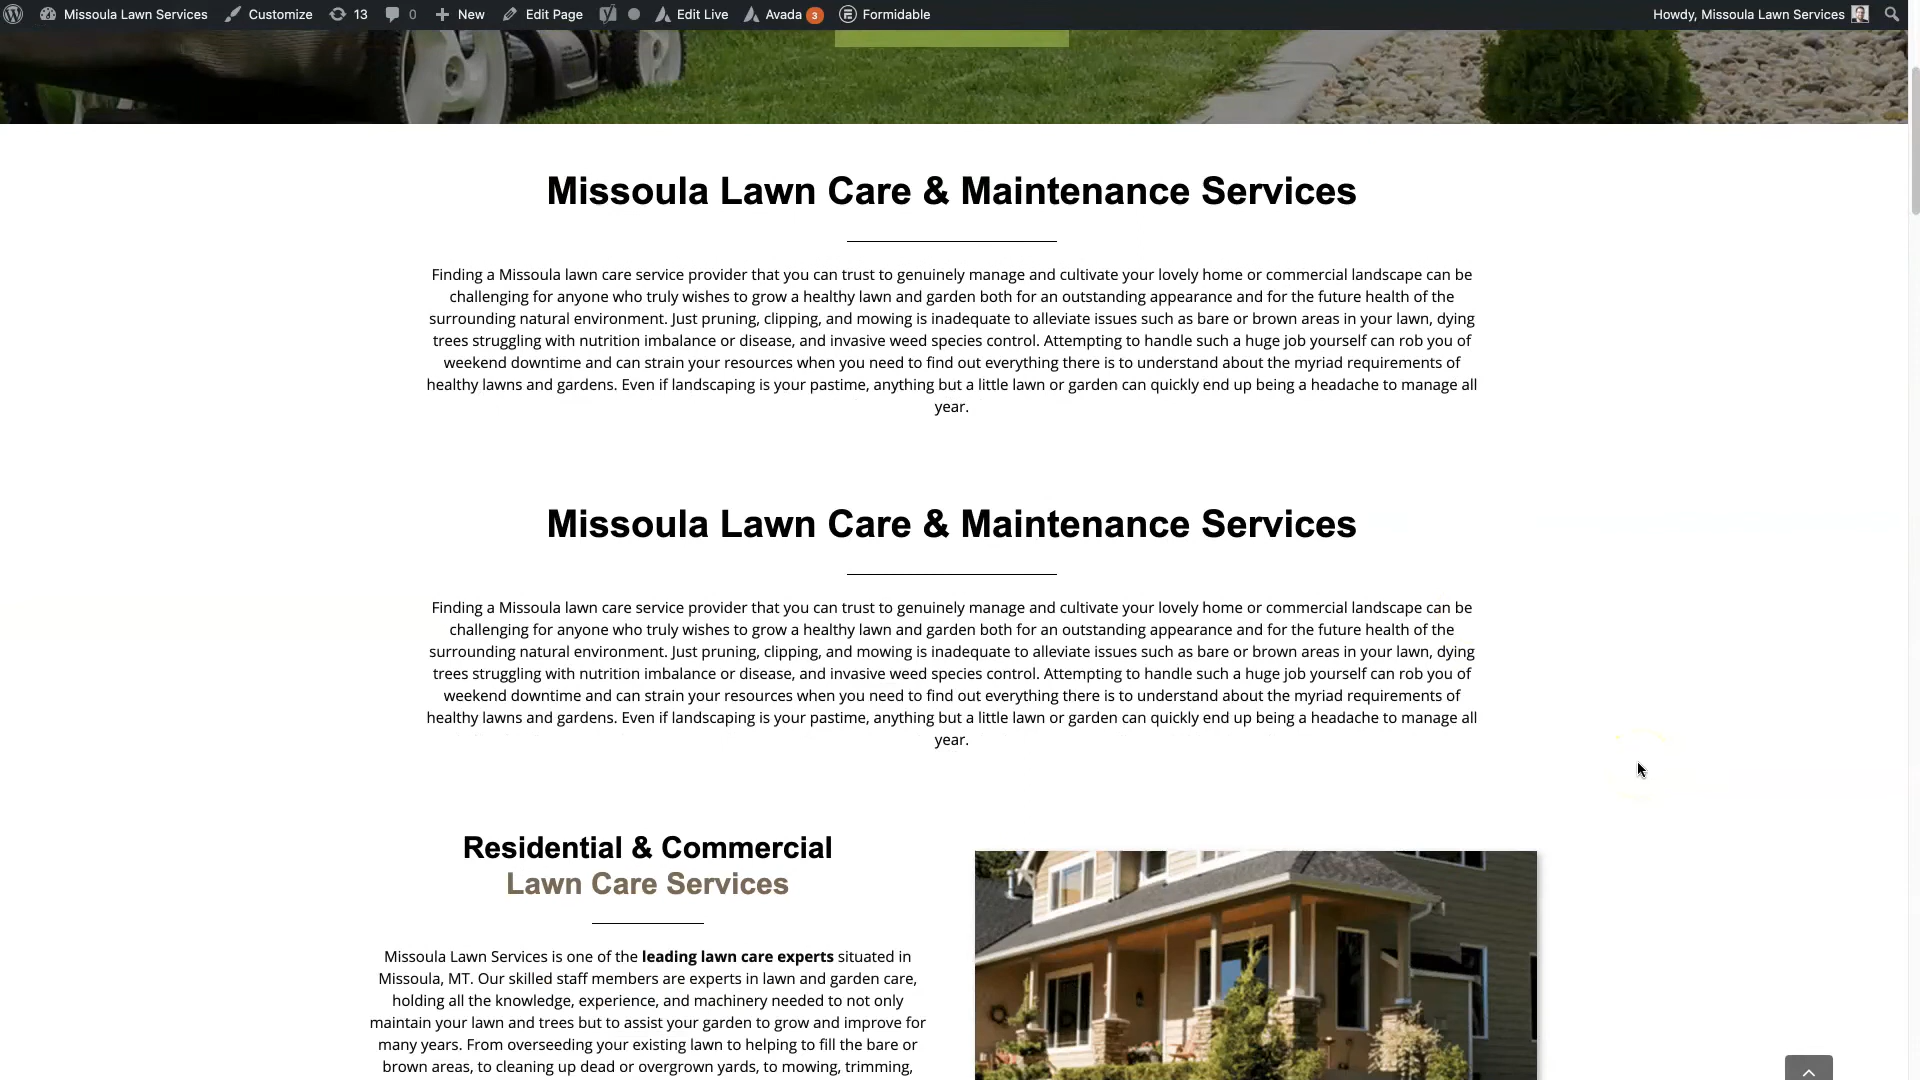 Missoula Lawn Services Customize 13 0 New Edit Page Edit Live Avada 3 Formidable Howdy, Missoula Lawn Services
Missoula Lawn Care & Maintenance Services
Finding a Missoula lawn care service provider that you can trust to genuinely manage and cultivate your lovely home or commercial landscape can be
challenging for anyone who truly wishes to grow a healthy lawn and garden both for an outstanding appearance and for the future health of the
surrounding natural environment. Just pruning, clipping, and mowing is inadequate to alleviate issues such as bare or brown areas in your lawn, dying
trees struggling with nutrition imbalance or disease, and invasive weed species control. Attempting to handle such a huge job yourself can rob you of
weekend downtime and can strain your resources when you need to find out everything there is to understand about the myriad requirements of
healthy lawns and gardens. Even if landscaping is your pastime, anything but a little lawn or garden can quickly end up being a headache to manage all
year.
Missoula Lawn Care & Maintenance Services
Finding a Missoula lawn care service provider that you can trust to genuinely manage and cultivate your lovely home or commercial landscape can be
challenging for anyone who truly wishes to grow a healthy lawn and garden both for an outstanding appearance and for the future health of the
surrounding natural environment. Just pruning, clipping, and mowing is inadequate to alleviate issues such as bare or brown areas in your lawn, dying
trees struggling with nutrition imbalance or disease, and invasive weed species control. Attempting to handle such a huge job yourself can rob you of
weekend downtime and can strain your resources when you need to find out everything there is to understand about the myriad requirements of
healthy lawns and gardens. Even if landscaping is your pastime, anything but a little lawn or garden can quickly end up being a headache to manage all
year.
Residential & Commercial
Lawn Care Services
Missoula Lawn Services is one of the leading lawn care experts situated in
Missoula, MT. Our skilled staff members are experts in lawn and garden care,
holding all the knowledge, experience, and machinery needed to not only
maintain your lawn and trees but to assist your garden to grow and improve for
many years. From overseeding your existing lawn to helping to fill the bare or
brown areas, to cleaning up dead or overgrown yards, to mowing, trimming,